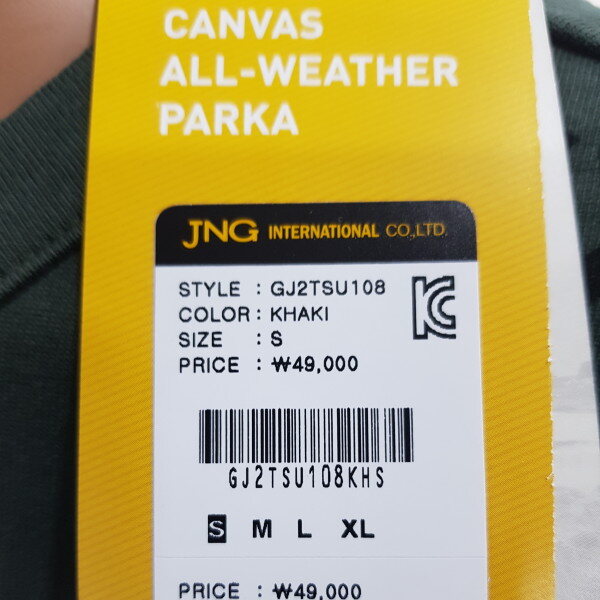 CANVAS
ALL-WEATHER
PARKA
JNG INTERNATIONAL CO.,LTD.
STYLE : GJ2TSU108
COLOR : KHAKI
SIZE : S
PRICE : ₩49,000
GJ2TSU108KHS
S M L XL
PRICE : ₩49,000